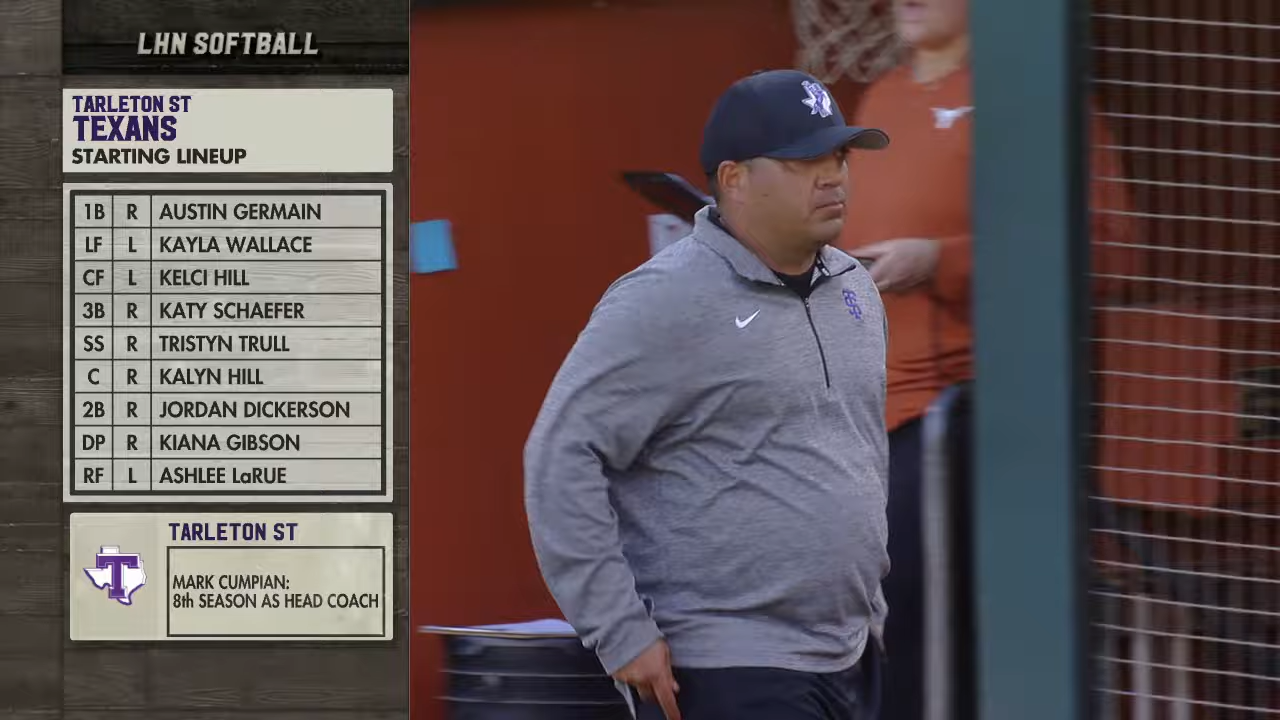 LHN SOFTBALL
TARLETON ST
TEXANS
STARTING LINEUP
1B R AUSTIN GERMAIN
LF L KAYLA WALLACE
CF L KELCI HILL
3B R KATY SCHAEFER
SS R TRISTYN TRULL
C R KALYN HILL
2B R JORDAN DICKERSON
DP R KIANA GIBSON
RF L ASHLEE LaRUE
TARLETON ST
T
MARK CUMPIAN:
8th SEASON AS HEAD COACH